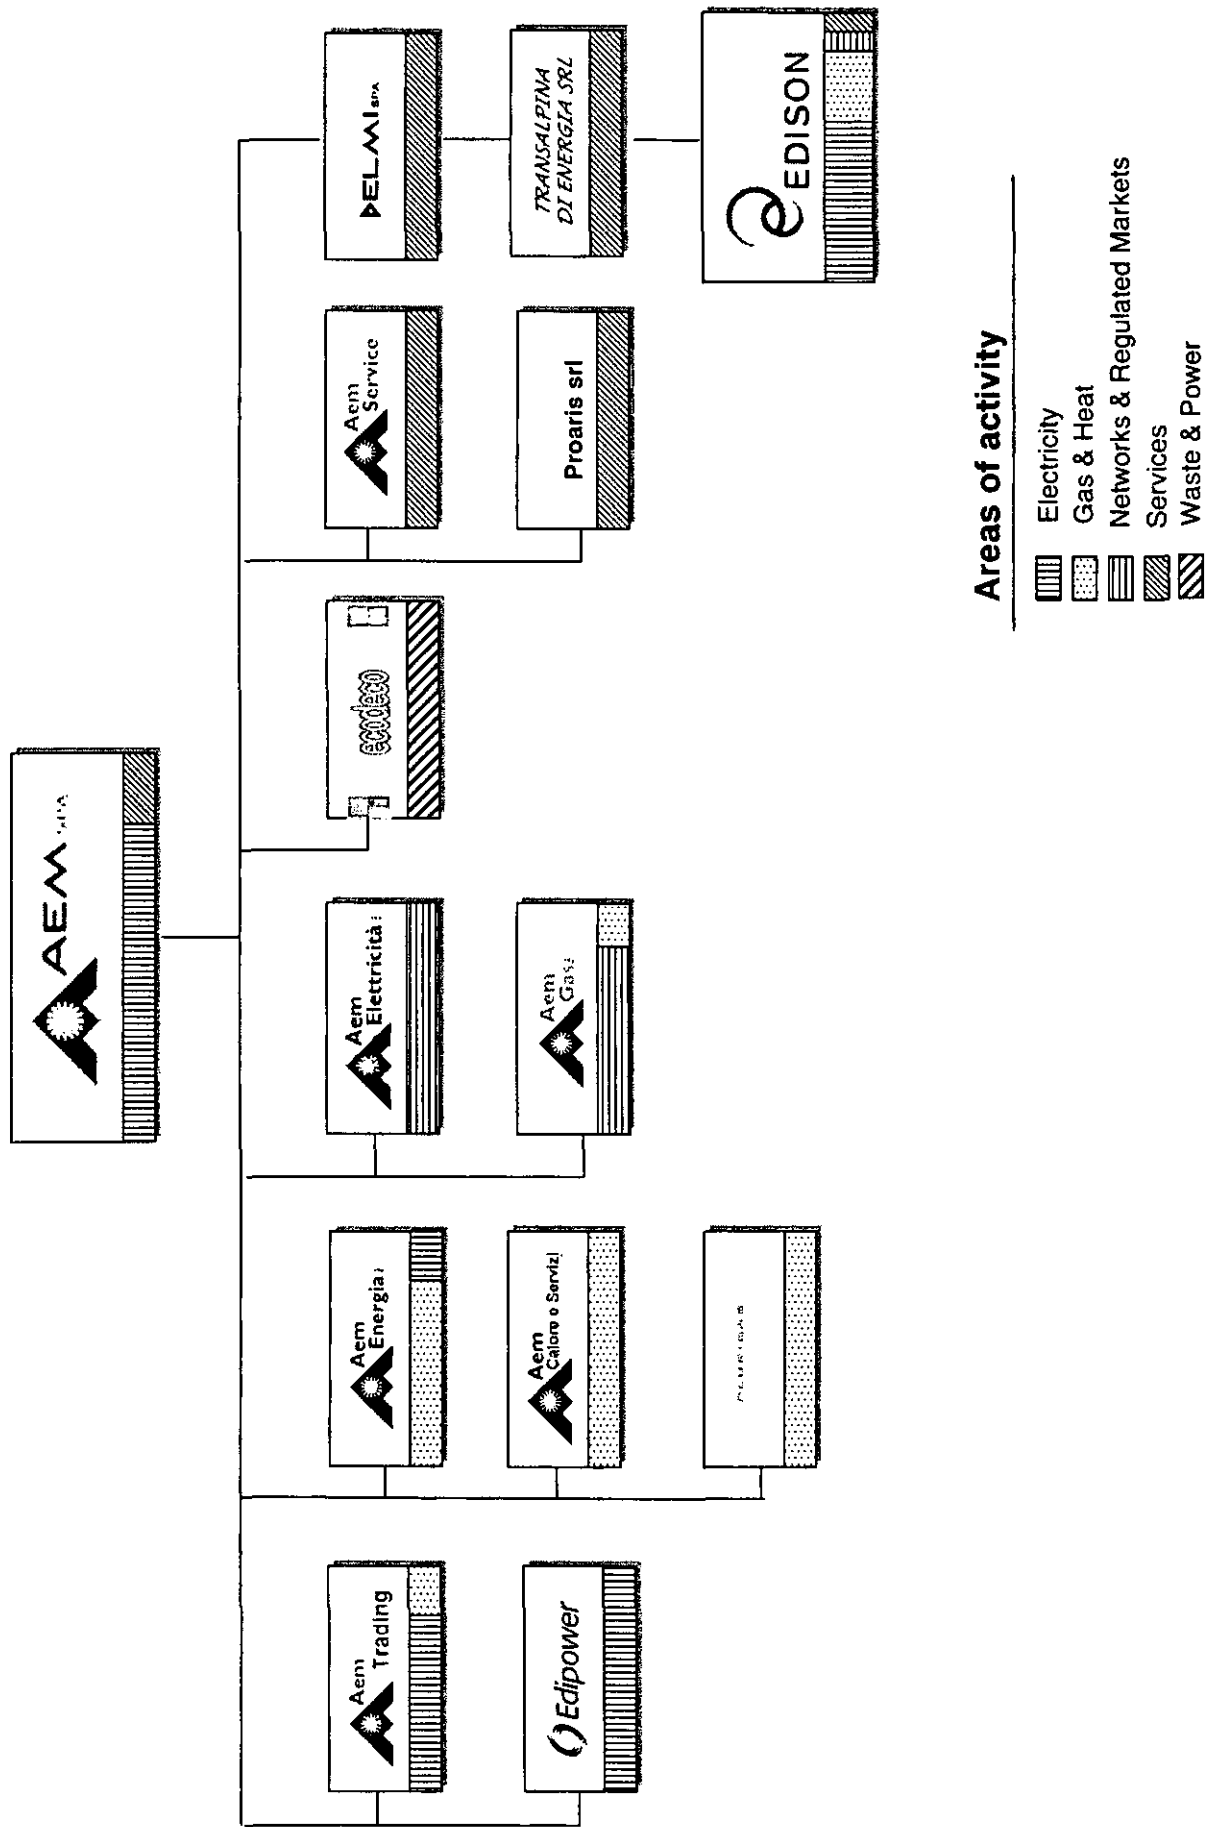 AEM SPA
Aem
Trading
Aem
Energia
Aem
Elettricità
ecodeco
Aem
Service
DELMI SPA
Edipower
Aem
Calore e Servizi
Aem
Gas
Proaris srl
TRANSALPINA
DI ENERGIA SRL
EDISON
Areas of activity
Electricity
Gas & Heat
Networks & Regulated Markets
Services
Waste & Power